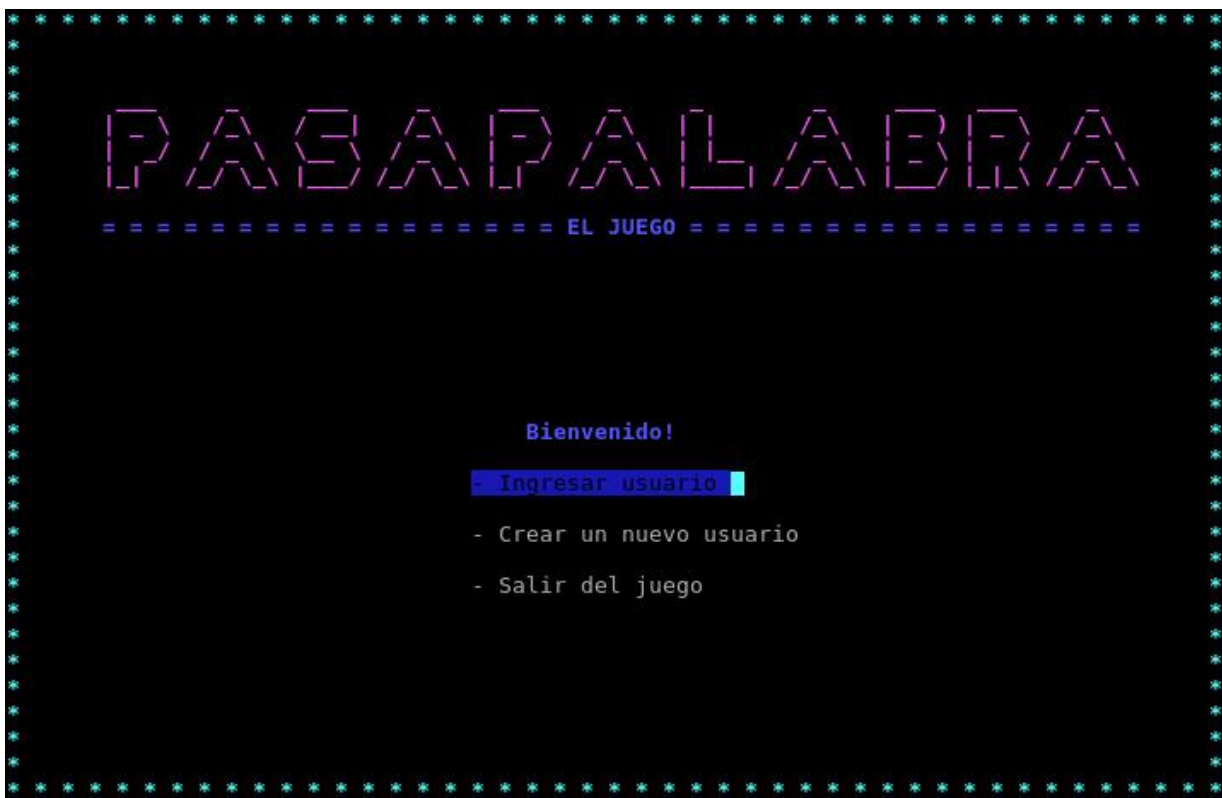 PASAPALABRA
= = = = = = = = = = = = = = = = = EL JUEGO = = = = = = = = = = = = = = = = =
Bienvenido!
- Ingresar usuario
- Crear un nuevo usuario
- Salir del juego